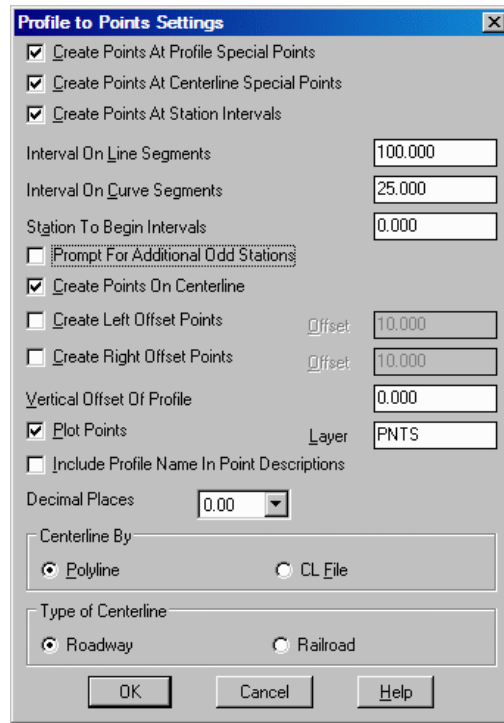 Profile to Points Settings
Create Points At Profile Special Points
Create Points At Centerline Special Points
Create Points At Station Intervals
Interval On Line Segments 100.000
Interval On Curve Segments 25.000
Station To Begin Intervals 0.000
Prompt For Additional Odd Stations
Create Points On Centerline
Create Left Offset Points Offset 10.000
Create Right Offset Points Offset 10.000
Vertical Offset Of Profile 0.000
Plot Points Layer PNTS
Include Profile Name In Point Descriptions
Decimal Places 0.00
Centerline By
Polyline CL File
Type of Centerline
Roadway Railroad
OK Cancel Help